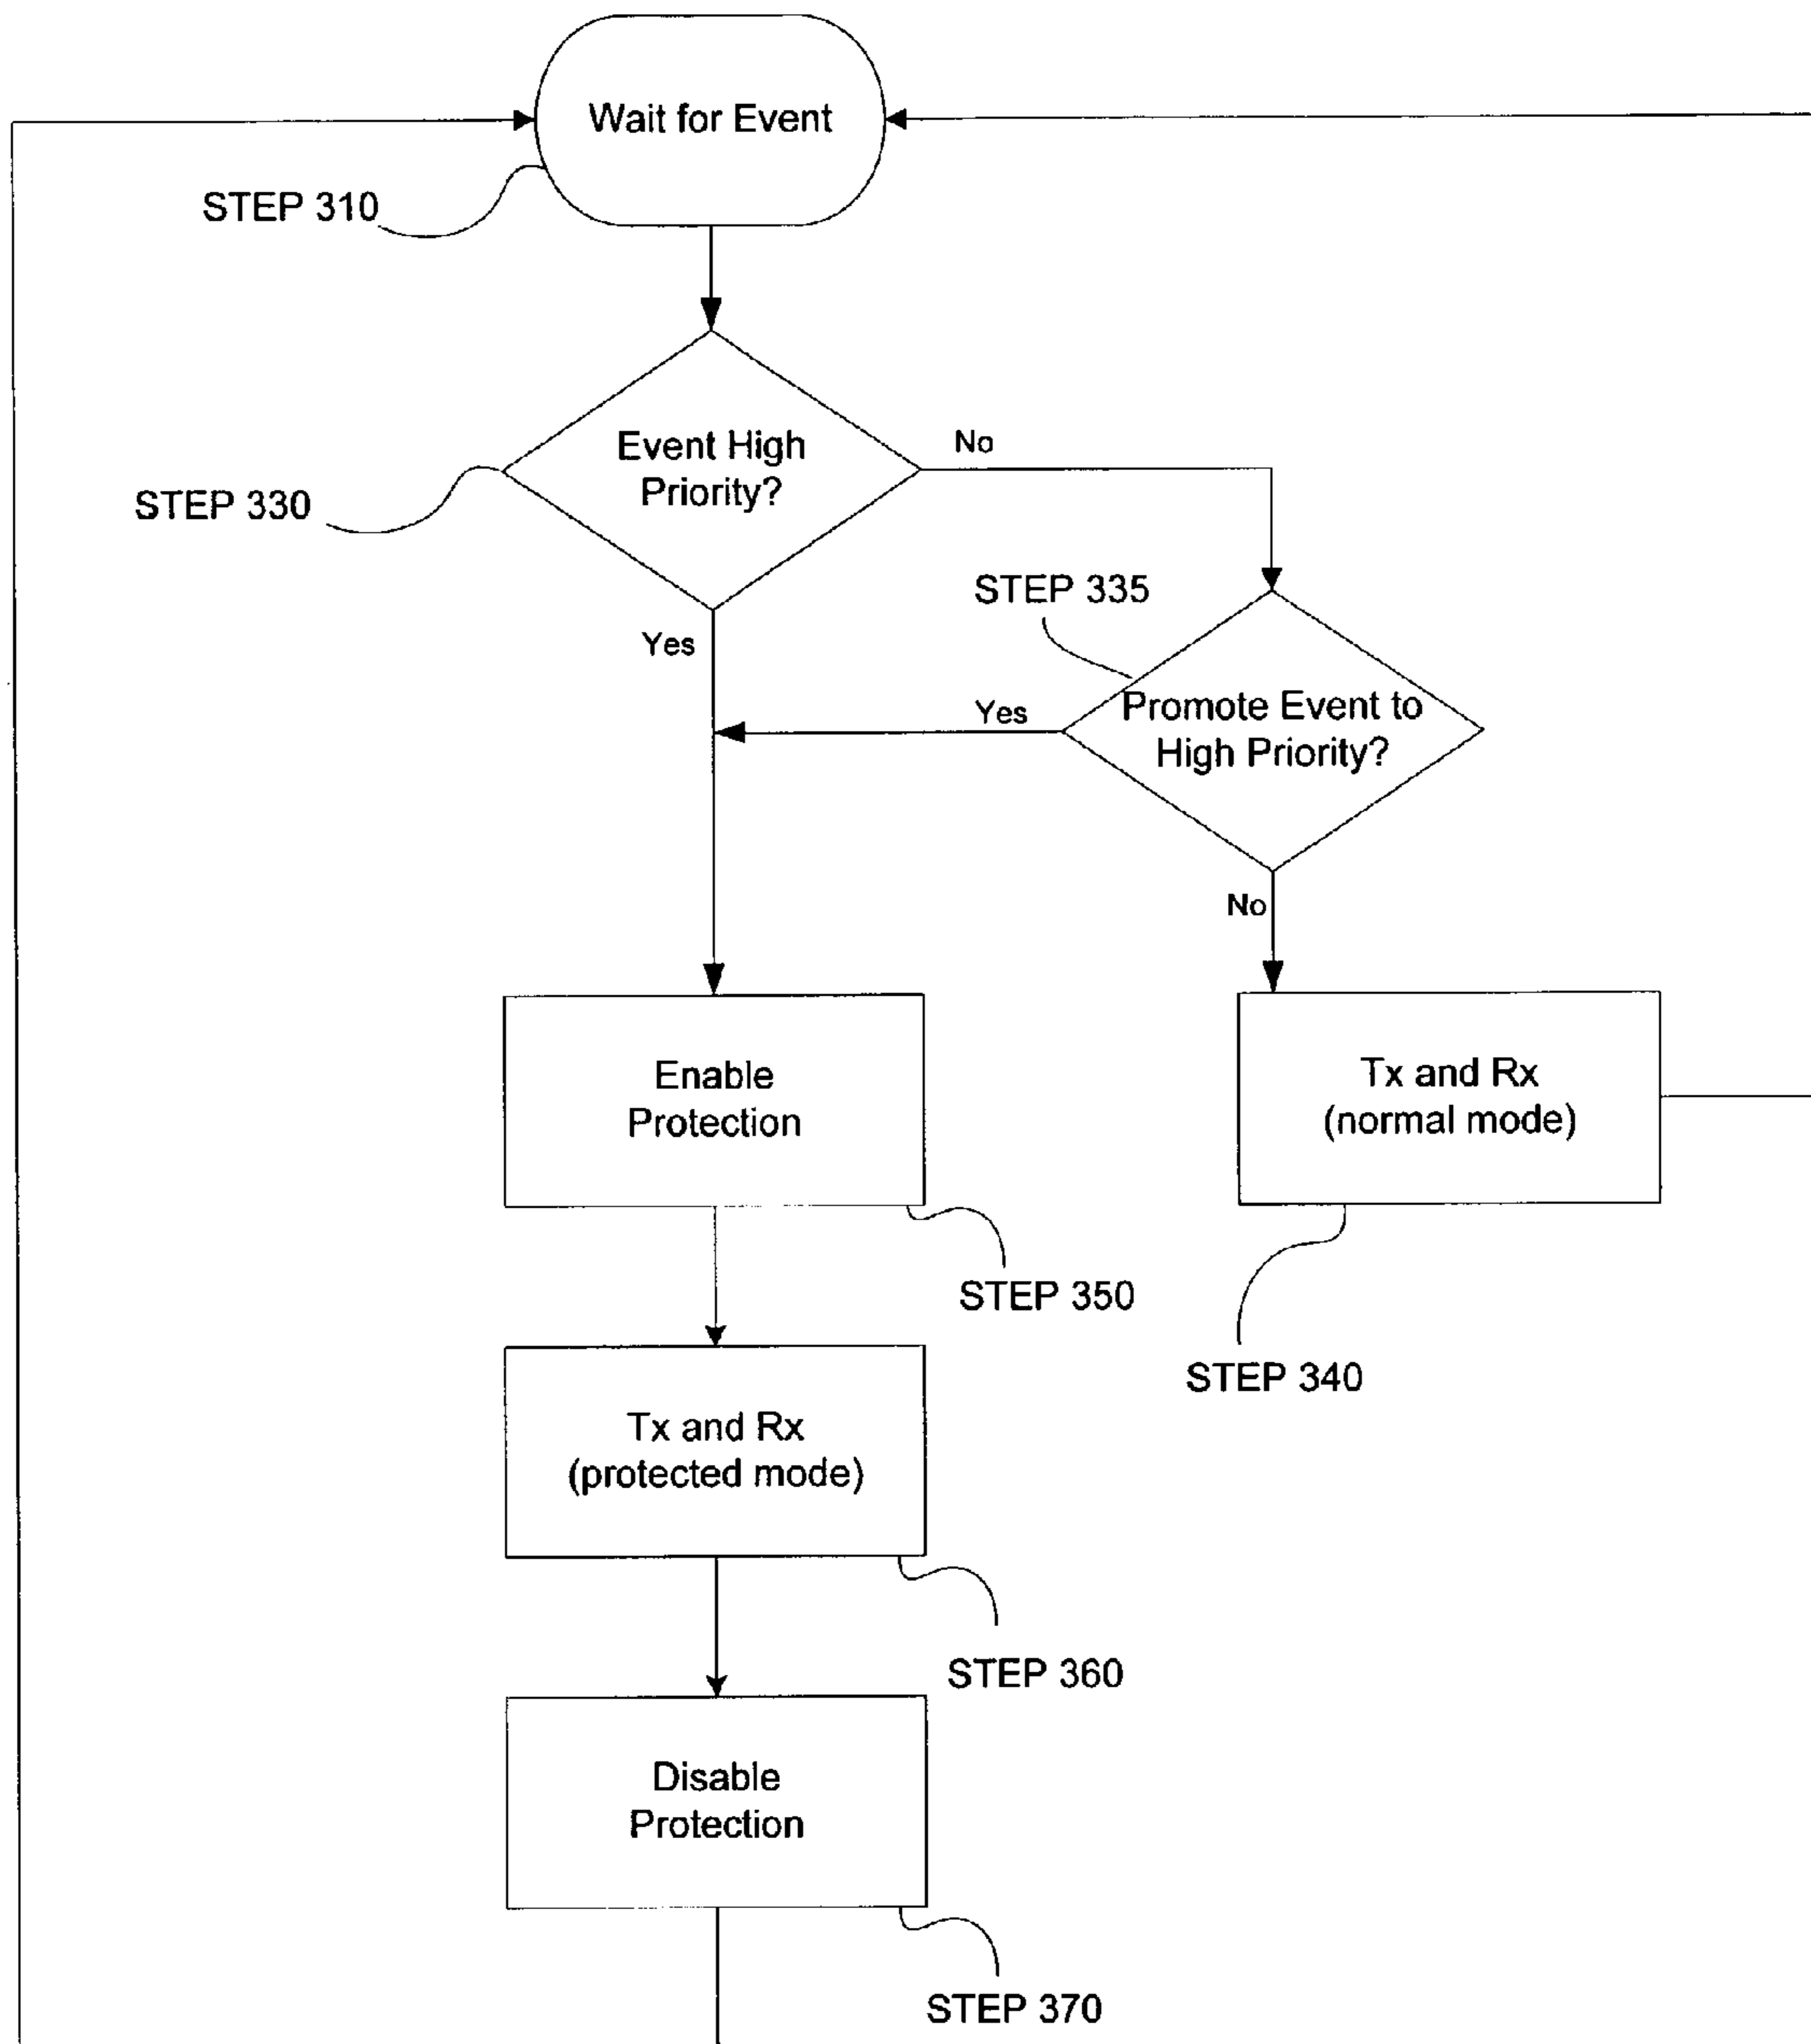 Wait for Event
STEP 310
Event High
Priority?
No
STEP 330
STEP 335
Yes
Yes
Promote Event to
High Priority?
No
Enable
Protection
Tx and Rx
(normal mode)
STEP 350
STEP 340
Tx and Rx
(protected mode)
STEP 360
Disable
Protection
STEP 370